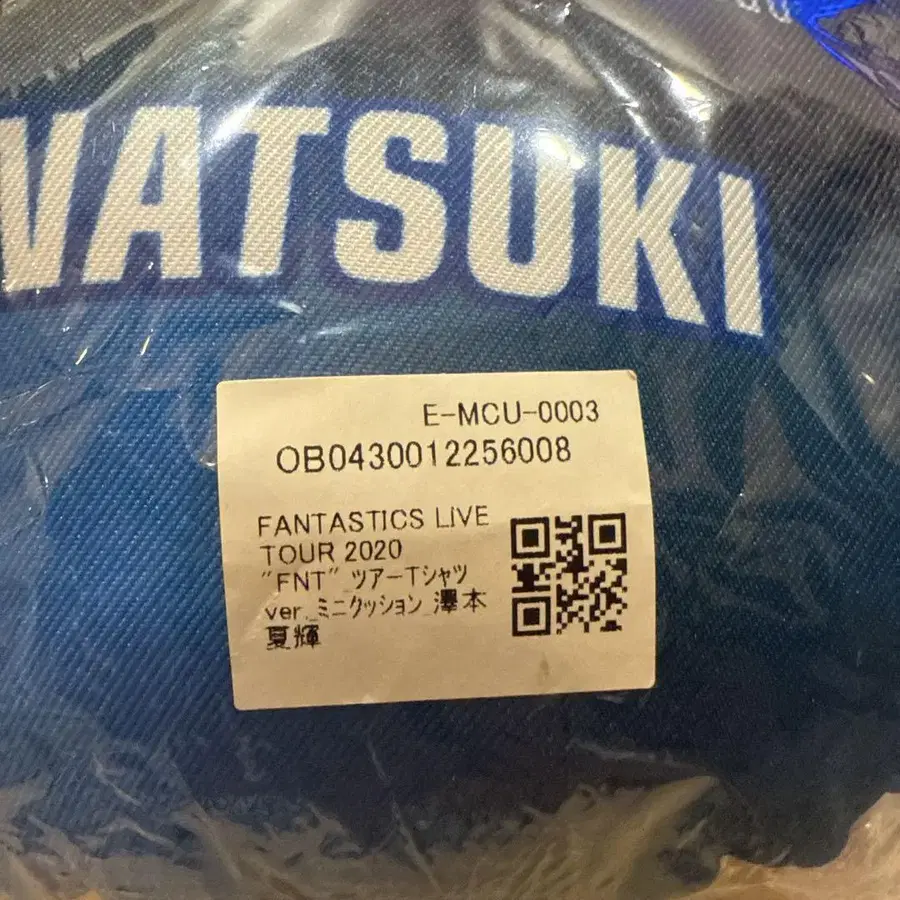 NATSUKI
E-MCU-0003
OB0430012256008
FANTASTICS LIVE
TOUR 2020
"FNT"_ツアーTシャツ
ver._ミニクッション_澤本
夏輝